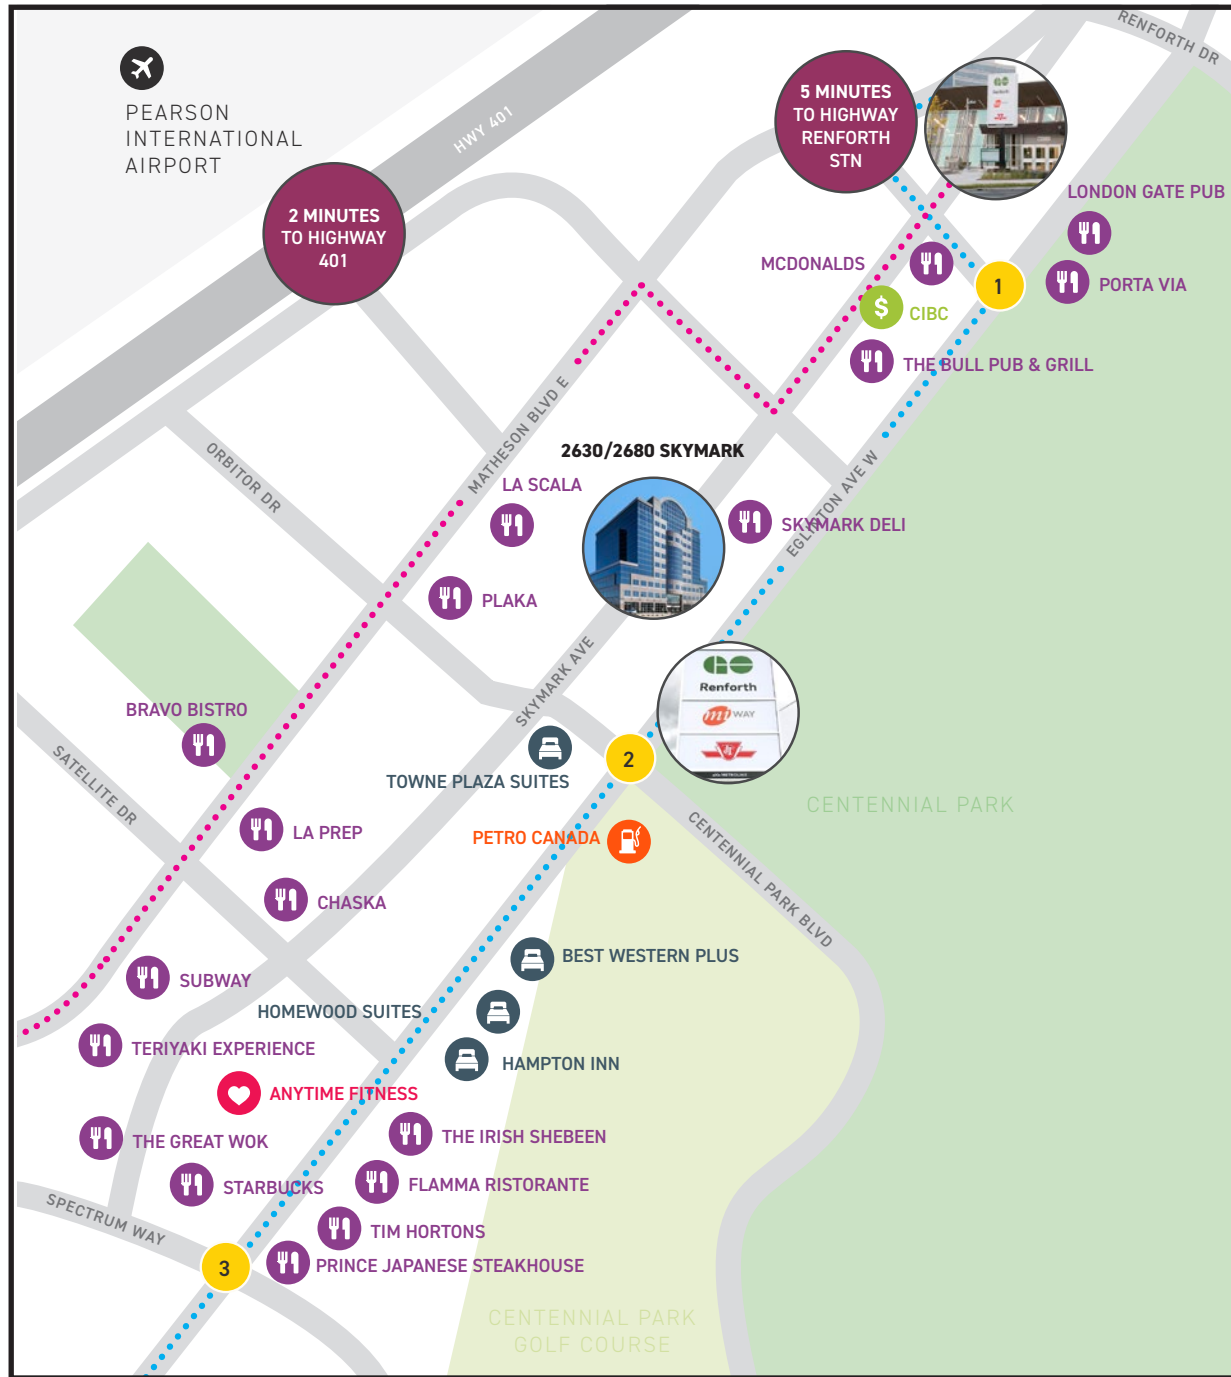 PEARSON
INTERNATIONAL
AIRPORT
HWY 401
RENFORTH DR
5 MINUTES
TO HIGHWAY
RENFORTH
STN
2 MINUTES
TO HIGHWAY
401
LONDON GATE PUB
MCDONALDS
1
PORTA VIA
$
CIBC
THE BULL PUB & GRILL
MATHESON BLVD E
ORBITOR DR
2630/2680 SKYMARK
LA SCALA
SKYMARK DELI
EGLINTON AVE W
PLAKA
SKYMARK AVE
GO
Renforth
mi WAY
BRAVO BISTRO
SATELLITE DR
TOWNE PLAZA SUITES
2
PETRO CANADA
CENTENNIAL PARK
CENTENNIAL PARK BLVD
LA PREP
CHASKA
SUBWAY
BEST WESTERN PLUS
HOMEWOOD SUITES
TERIYAKI EXPERIENCE
HAMPTON INN
ANYTIME FITNESS
THE GREAT WOK
THE IRISH SHEBEEN
STARBUCKS
FLAMMA RISTORANTE
SPECTRUM WAY
TIM HORTONS
3
PRINCE JAPANESE STEAKHOUSE
CENTENNIAL PARK
GOLF COURSE